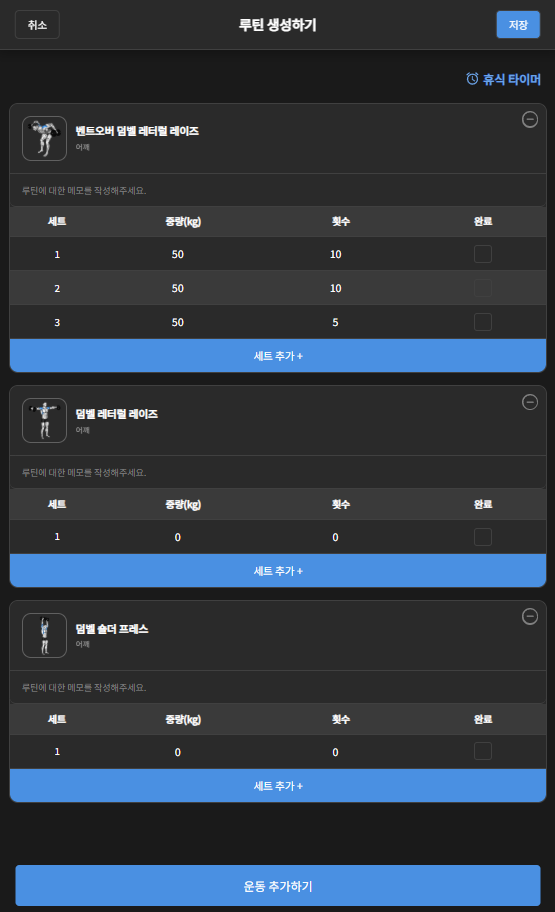 취소 루틴 생성하기 저장
휴식 타이머
벤트오버 덤벨 레터럴 레이즈
어깨
루틴에 대한 메모를 작성해주세요.
세트 중량(kg) 횟수 완료
1 50 10
2 50 10
3 50 5
세트 추가 +
덤벨 레터럴 레이즈
어깨
루틴에 대한 메모를 작성해주세요.
세트 중량(kg) 횟수 완료
1 0 0
세트 추가 +
덤벨 숄더 프레스
어깨
루틴에 대한 메모를 작성해주세요.
세트 중량(kg) 횟수 완료
1 0 0
세트 추가 +
운동 추가하기